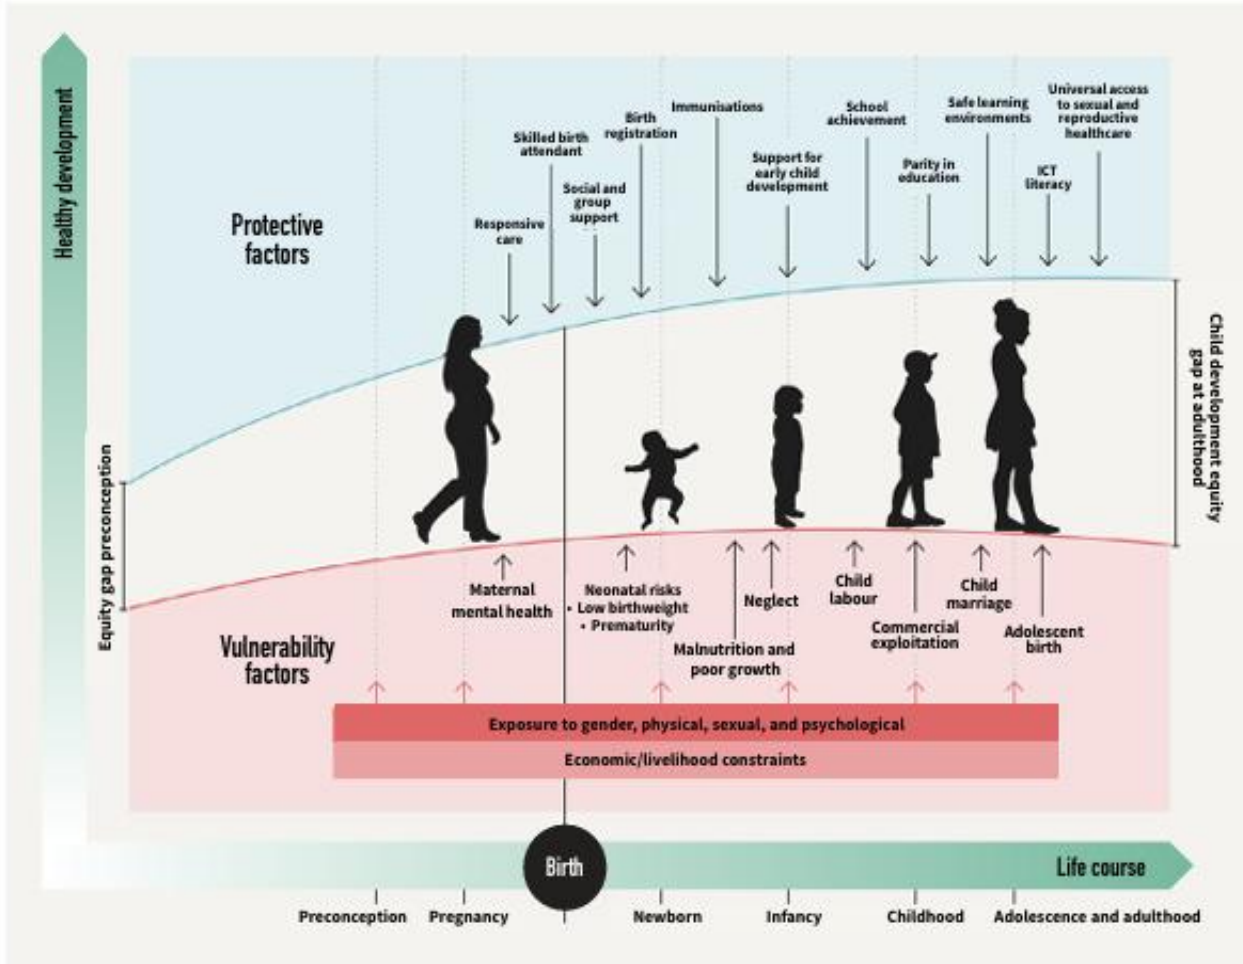 Healthy development
Protective
factors
Responsive
care
Skilled birth
attendant
Social and
group
support
Birth
registration
Immunisations
Support for
early child
development
School
achievement
Parity in
education
Safe learning
environments
ICT
literacy
Universal access
to sexual and
reproductive
healthcare
Equity gap preconception
Child development equity
gap at adulthood
Vulnerability
factors
Maternal
mental health
Neonatal risks
• Low birthweight
• Prematurity
Malnutrition and
poor growth
Neglect
Child
labour
Commercial
exploitation
Child
marriage
Adolescent
birth
Exposure to gender, physical, sexual, and psychological
Economic/livelihood constraints
Birth
Life course
Preconception
Pregnancy
Newborn
Infancy
Childhood
Adolescence and adulthood